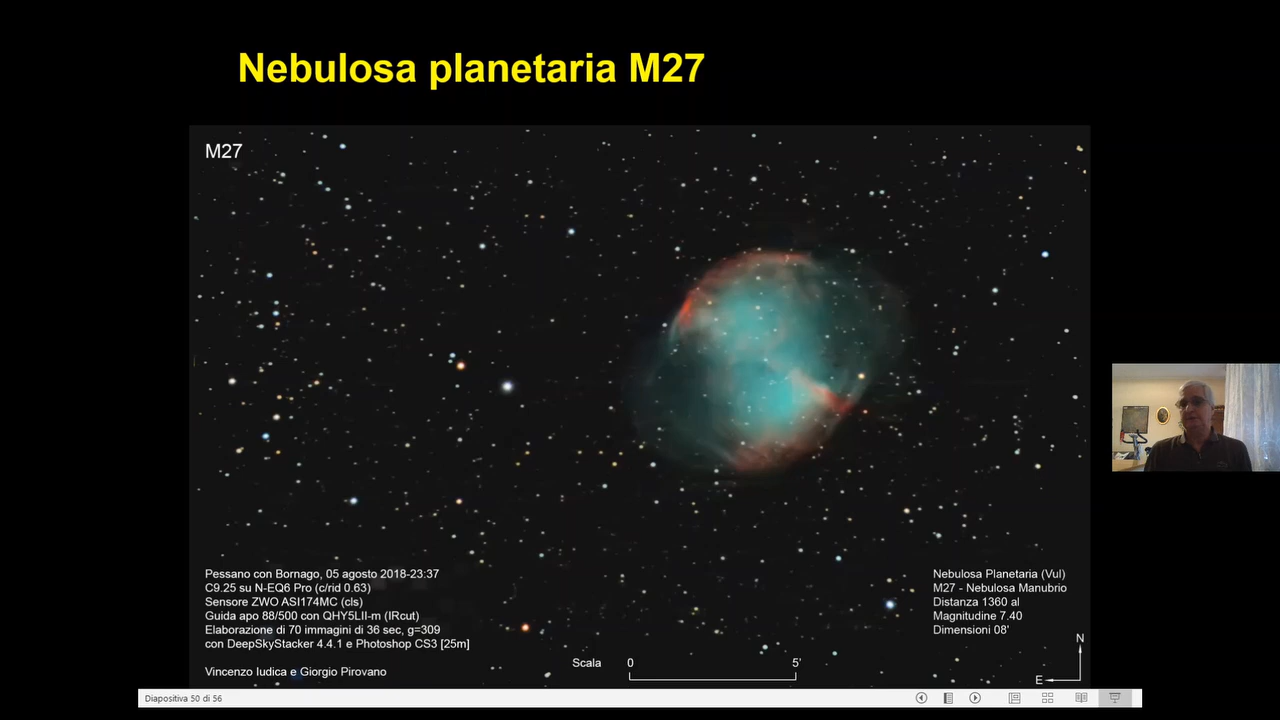 Nebulosa planetaria M27
M27
Pessano con Bornago, 05 agosto 2018-23:37
C9.25 su N-EQ6 Pro (c/rid 0.63)
Sensore ZWO ASI174MC (cls)
Guida apo 88/500 con QHY5LII-m (IRcut)
Elaborazione di 70 immagini di 36 sec, g=309
con DeepSkyStacker 4.4.1 e Photoshop CS3 [25m]
Vincenzo Iudica e Giorgio Pirovano
Scala 0 5'
Nebulosa Planetaria (Vul)
M27 - Nebulosa Manubrio
Distanza 1360 al
Magnitudine 7.40
Dimensioni 08'
N
E
Diapositiva 50 di 56